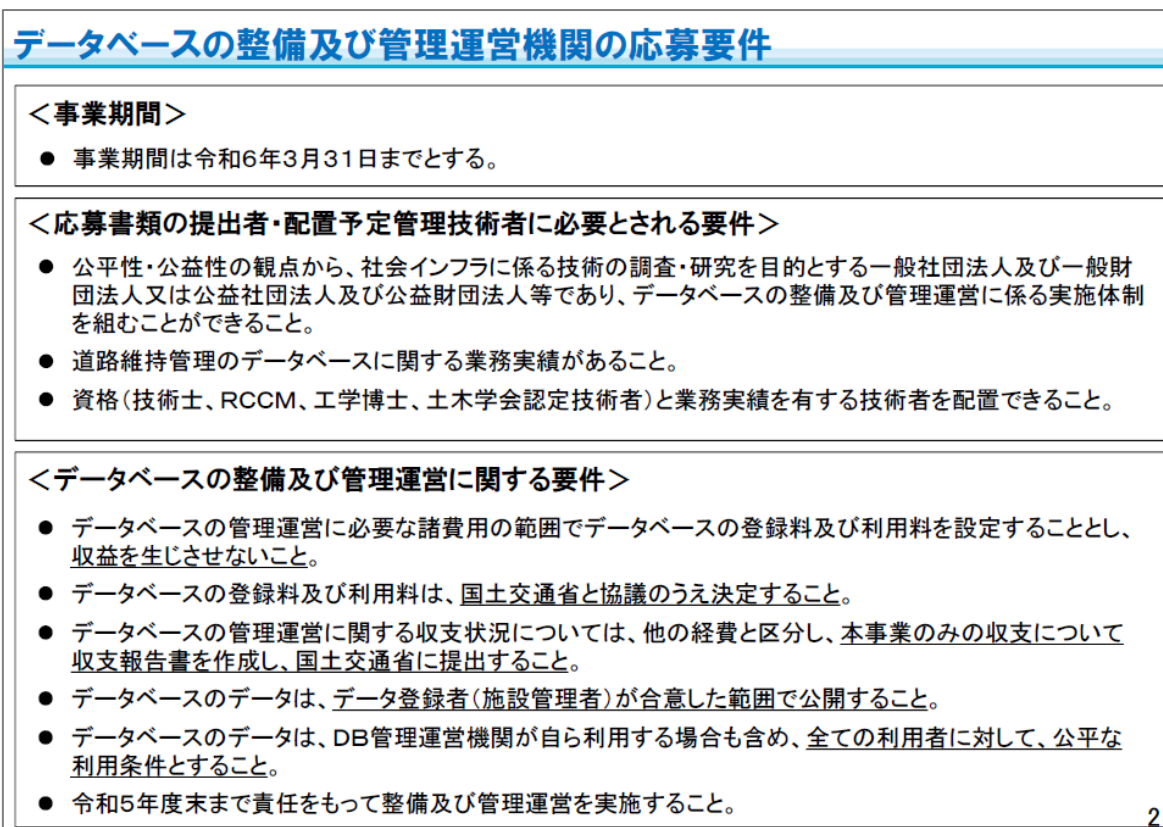 データベースの整備及び管理運営機関の応募要件
＜事業期間＞
● 事業期間は令和6年3月31日までとする。
＜応募書類の提出者・配置予定管理技術者に必要とされる要件＞
● 公平性・公益性の観点から、社会インフラに係る技術の調査・研究を目的とする一般社団法人及び一般財
団法人又は公益社団法人及び公益財団法人等であり、データベースの整備及び管理運営に係る実施体制
を組むことができること。
● 道路維持管理のデータベースに関する業務実績があること。
● 資格（技術士、RCCM、工学博士、土木学会認定技術者）と業務実績を有する技術者を配置できること。
＜データベースの整備及び管理運営に関する要件＞
● データベースの管理運営に必要な諸費用の範囲でデータベースの登録料及び利用料を設定することとし、
収益を生じさせないこと。
● データベースの登録料及び利用料は、国土交通省と協議のうえ決定すること。
● データベースの管理運営に関する収支状況については、他の経費と区分し、本事業のみの収支について
収支報告書を作成し、国土交通省に提出すること。
● データベースのデータは、データ登録者（施設管理者）が合意した範囲で公開すること。
● データベースのデータは、DB管理運営機関が自ら利用する場合も含め、全ての利用者に対して、公平な
利用条件とすること。
● 令和5年度末まで責任をもって整備及び管理運営を実施すること。
2